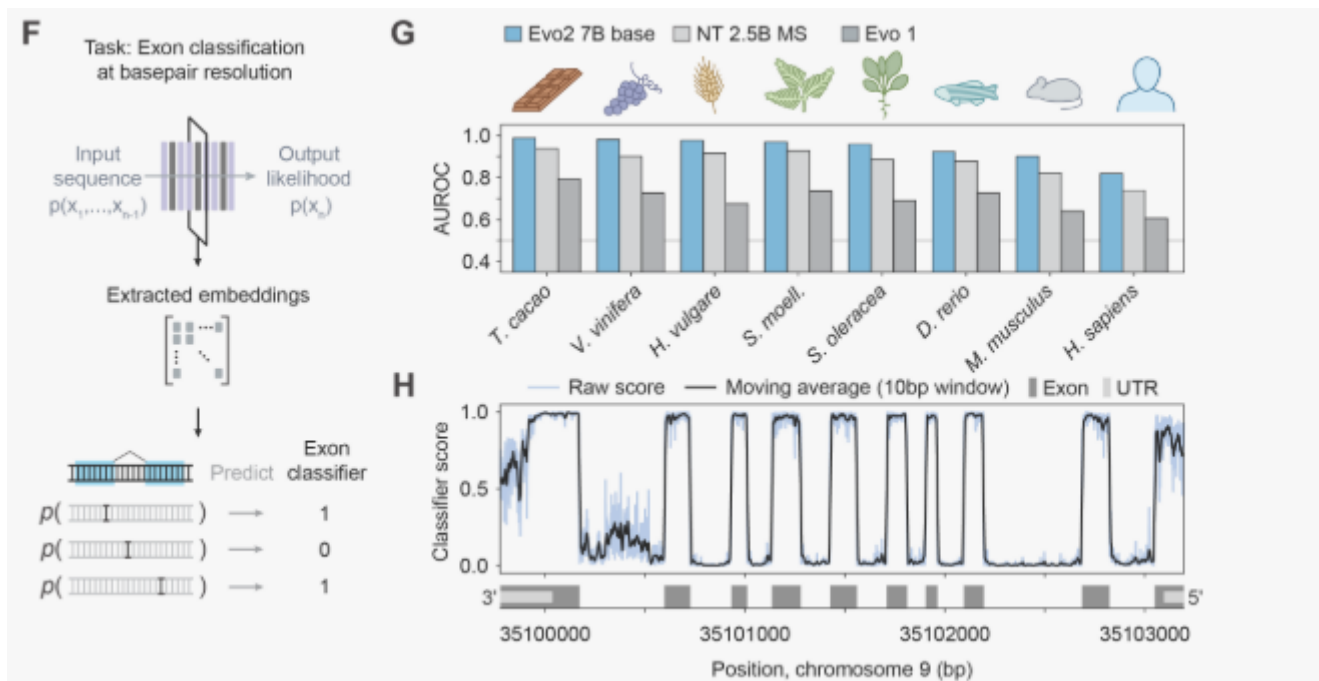 F
Task: Exon classification
at basepair resolution
Input
sequence
p(x₁,...,xₙ₋₁)
Output
likelihood
p(xₙ)
Extracted embeddings
Predict
Exon
classifier
p( ) 1
p( ) 0
p( ) 1
G
Evo2 7B base NT 2.5B MS Evo 1
AUROC
1.0
0.8
0.6
0.4
T. cacao
V. vinifera
H. vulgare
S. moell.
S. oleracea
D. rerio
M. musculus
H. sapiens
H
Raw score Moving average (10bp window) Exon UTR
Classifier score
1.0
0.5
0.0
3' 5'
35100000 35101000 35102000 35103000
Position, chromosome 9 (bp)